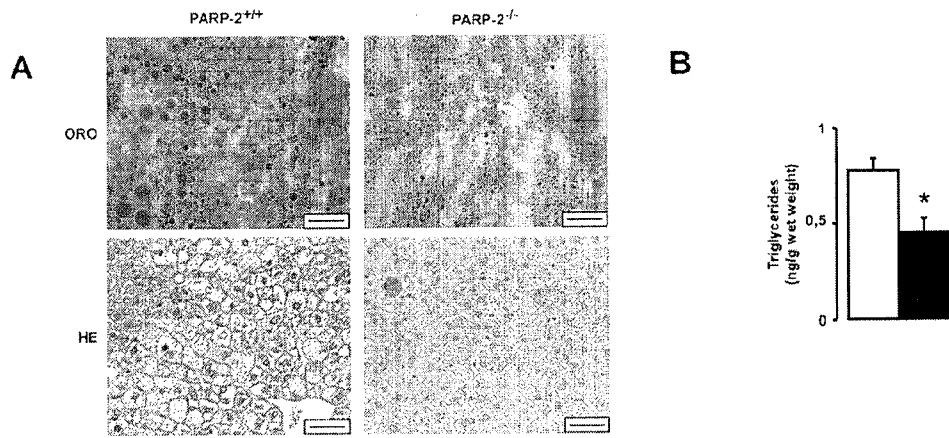 PARP-2+/+
PARP-2-/-
A
B
ORO
HE
1
0,5
0
*
Triglycerides
(ng/g wet weight)